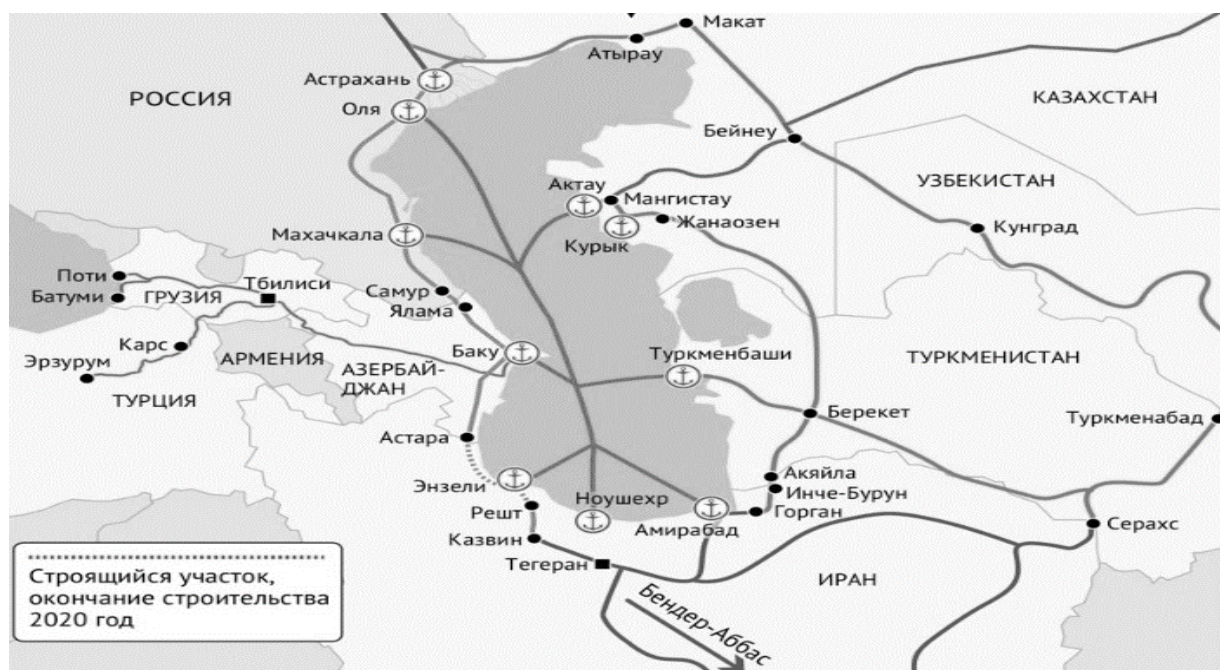 Макат
Атырау
Астрахань
РОССИЯ
Оля
КАЗАХСТАН
Бейнеу
УЗБЕКИСТАН
Актау
Мангистау
Жанаозен
Курык
Кунград
Махачкала
Поти
Тбилиси
Батуми
ГРУЗИЯ
Самур
Ялама
Карс
Баку
Туркменбаши
Эрзурум
АРМЕНИЯ
АЗЕРБАЙ-
ДЖАН
ТУРКМЕНИСТАН
ТУРЦИЯ
Берекет
Туркменабад
Астара
Акяйла
Энзели
Ноушехр
Инче-Бурун
Решт
Амирабад
Горган
Серахс
Казвин
Тегеран
ИРАН
Бендер-Аббас
Строящийся участок,
окончание строительства
2020 год